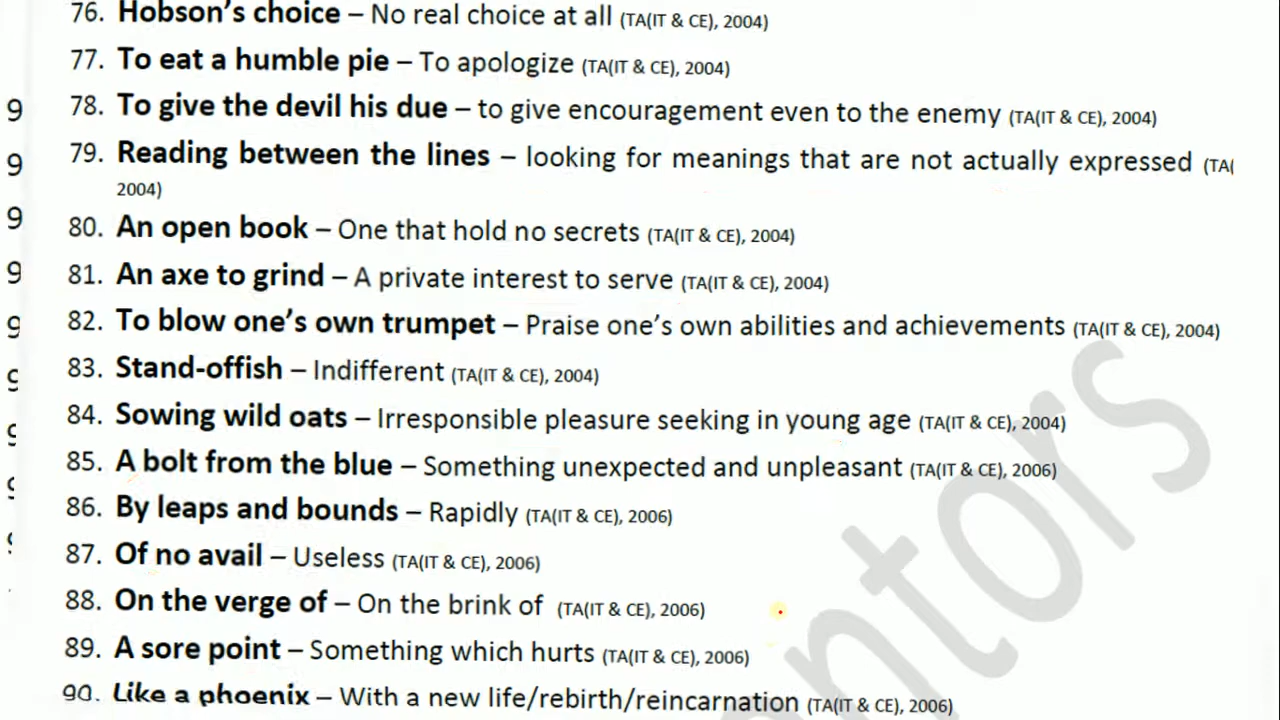 76. Hobson's choice – No real choice at all (TA(IT & CE), 2004)
77. To eat a humble pie – To apologize (TA(IT & CE), 2004)
9
78. To give the devil his due – to give encouragement even to the enemy (TA(IT & CE), 2004)
9
79. Reading between the lines – looking for meanings that are not actually expressed (TA(
2004)
9
80. An open book – One that hold no secrets (TA(IT & CE), 2004)
9
81. An axe to grind – A private interest to serve (TA(IT & CE), 2004)
9
82. To blow one's own trumpet – Praise one's own abilities and achievements (TA(IT & CE), 2004)
83. Stand-offish – Indifferent (TA(IT & CE), 2004)
84. Sowing wild oats – Irresponsible pleasure seeking in young age (TA(IT & CE), 2004)
85. A bolt from the blue – Something unexpected and unpleasant (TA(IT & CE), 2006)
86. By leaps and bounds – Rapidly (TA(IT & CE), 2006)
87. Of no avail – Useless (TA(IT & CE), 2006)
88. On the verge of – On the brink of (TA(IT & CE), 2006)
89. A sore point – Something which hurts (TA(IT & CE), 2006)
90. Like a phoenix – With a new life/rebirth/reincarnation (TA(IT & CE), 2006)
ntors